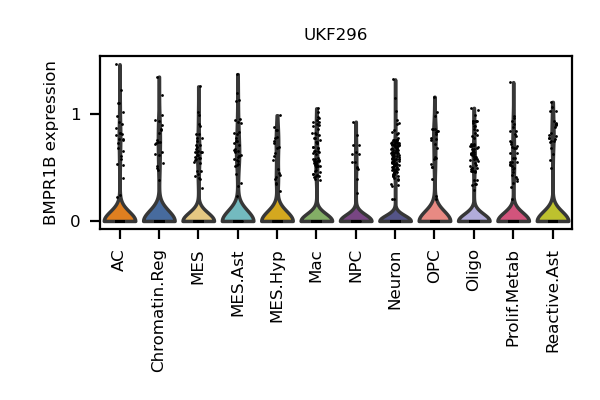 UKF296
BMPR1B expression
1
0
AC
Chromatin.Reg
MES
MES.Ast
MES.Hyp
Mac
NPC
Neuron
OPC
Oligo
Prolif.Metab
Reactive.Ast